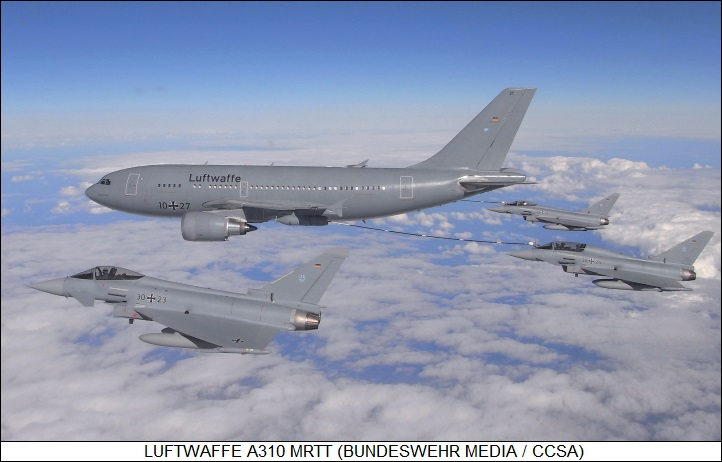 Luftwaffe
10 27
30 23
LUFTWAFFE A310 MRTT (BUNDESWEHR MEDIA / CCSA)